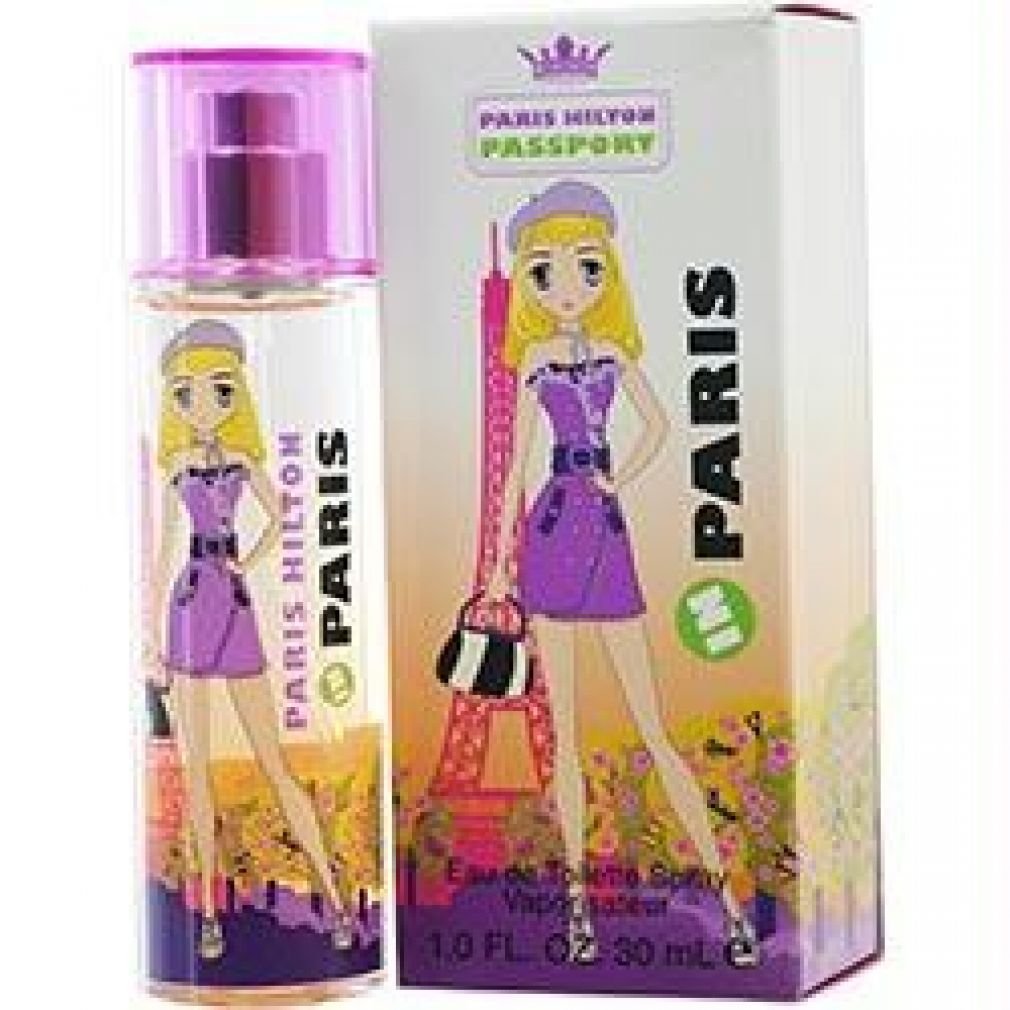 PARIS HILTON
IN PARIS
PARIS HILTON
PASSPORT
IN PARIS
Eau de Toilette Spray
Vaporisateur
1.0 FL. OZ 30 mL e